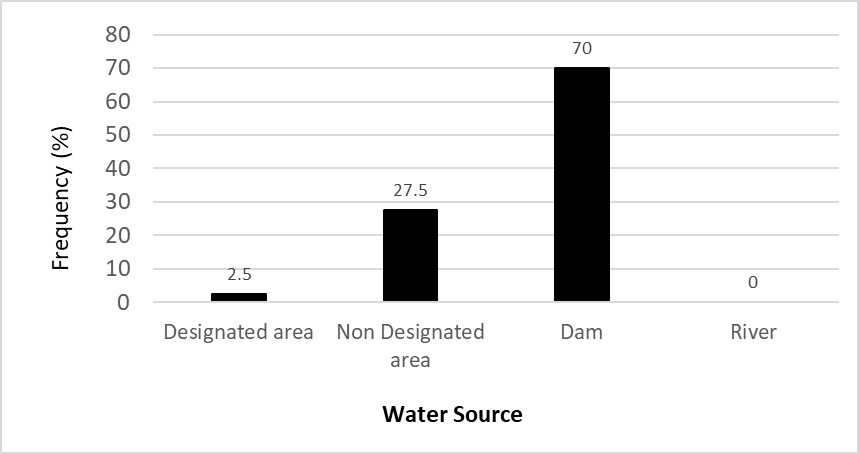 80
70
60
50
40
30
20
10
0
Frequency (%)
2.5
27.5
70
0
Designated area
Non Designated
area
Dam
River
Water Source